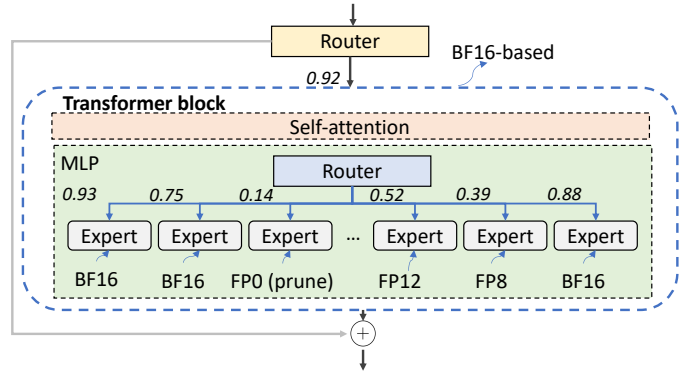 Router
BF16-based
0.92
Transformer block
Self-attention
MLP
Router
0.93 0.75 0.14 0.52 0.39 0.88
Expert Expert Expert ... Expert Expert Expert
BF16 BF16 FP0 (prune) FP12 FP8 BF16
+